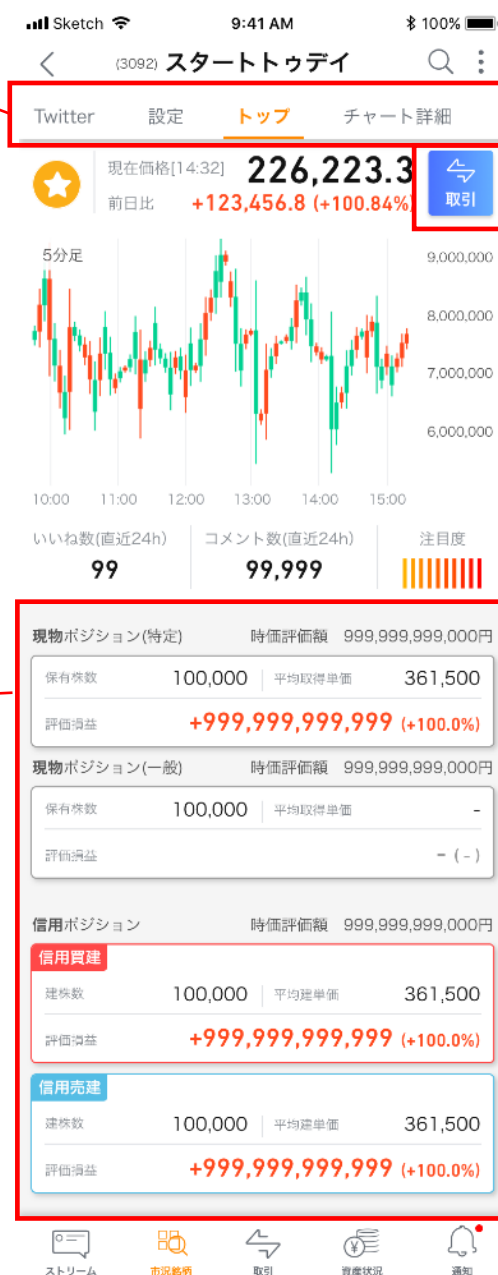 Sketch 9:41 AM 100%
(3092) スタートトゥデイ
Twitter 設定 トップ チャート詳細
現在価格[14:32] 226,223.3
前日比 +123,456.8 (+100.84%)
取引
5分足
9,000,000
8,000,000
7,000,000
6,000,000
10:00 11:00 12:00 13:00 14:00 15:00
いいね数(直近24h) コメント数(直近24h) 注目度
99 99,999
現物ポジション(特定) 時価評価額 999,999,999,000円
保有株数 100,000 平均取得単価 361,500
評価損益 +999,999,999,999 (+100.0%)
現物ポジション(一般) 時価評価額 999,999,999,000円
保有株数 100,000 平均取得単価 -
評価損益 - ( - )
信用ポジション 時価評価額 999,999,999,000円
信用買建
建株数 100,000 平均建単価 361,500
評価損益 +999,999,999,999 (+100.0%)
信用売建
建株数 100,000 平均建単価 361,500
評価損益 +999,999,999,999 (+100.0%)
ストリーム 市況銘柄 取引 資産状況 通知